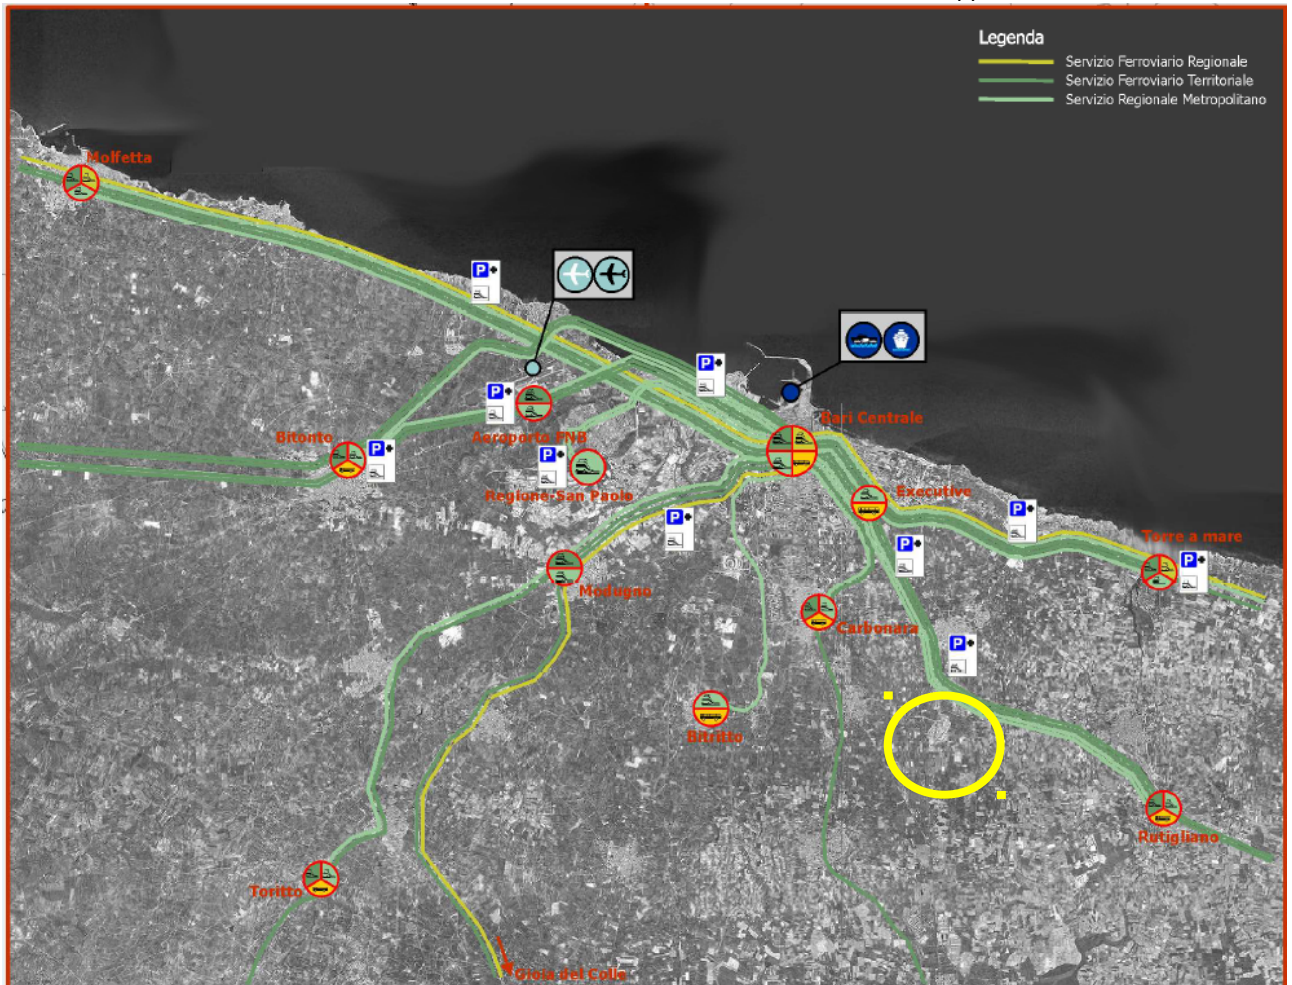 Legenda
Servizio Ferroviario Regionale
Servizio Ferroviario Territoriale
Servizio Regionale Metropolitano
Molfetta
P
P
Bari Centrale
P
Bitonto
P
Aeroporto FNB
P
Regione-San Paolo
Executive
P
P
Torre a mare
P
P
Modugno
Carbonara
P
Bitritto
Rutigliano
Toritto
Gioia del Colle